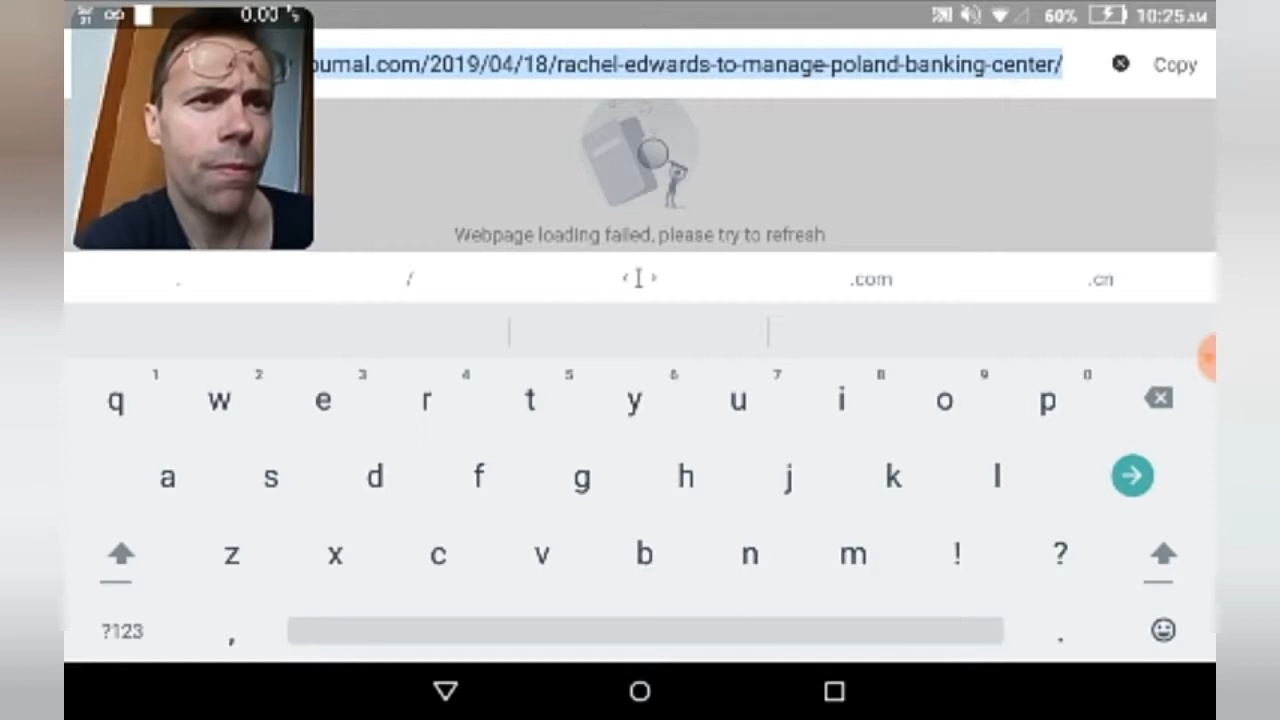 0.00
60%
10:25 AM
ournal.com/2019/04/18/rachel-edwards-to-manage-poland-banking-center/
Copy
Webpage loading failed, please try to refresh
. / .com .cn
1 2 3 4 5 6 7 8 9 0
q w e r t y u i o p
a s d f g h j k l
z x c v b n m ! ?
?123 , .